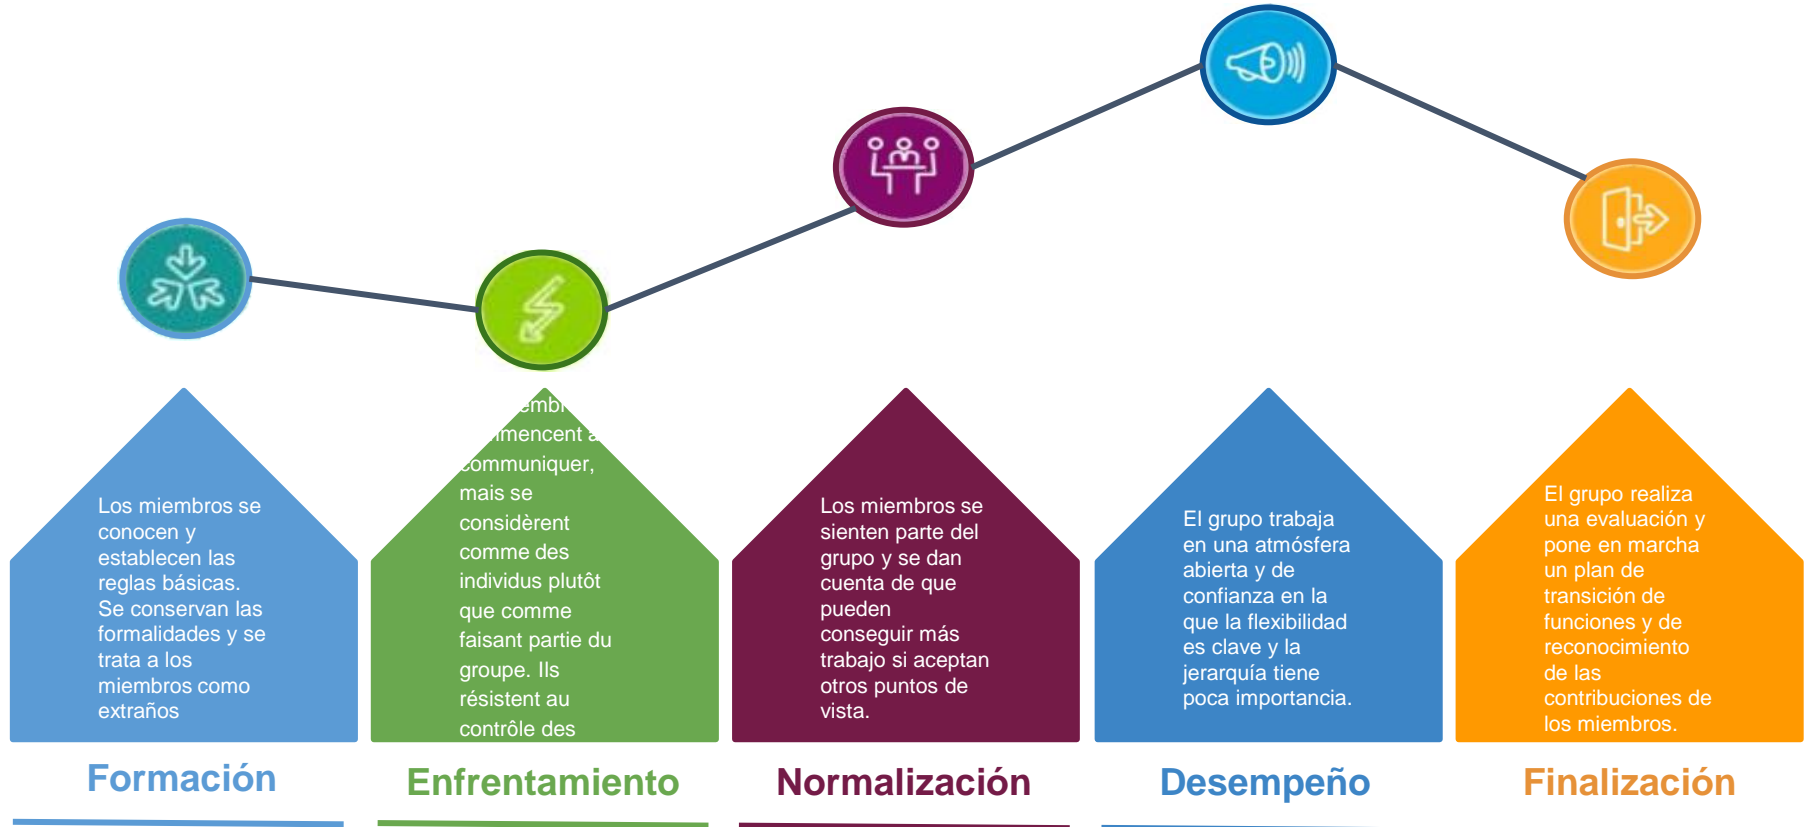 Los miembros se
conocen y
establecen las
reglas básicas.
Se conservan las
formalidades y se
trata a los
miembros como
extraños
communiquer,
mais se
considèrent
comme des
individus plutôt
que comme
faisant partie du
groupe. Ils
résistent au
contrôle des
Los miembros se
sienten parte del
grupo y se dan
cuenta de que
pueden
conseguir más
trabajo si aceptan
otros puntos de
vista.
El grupo trabaja
en una atmósfera
abierta y de
confianza en la
que la flexibilidad
es clave y la
jerarquía tiene
poca importancia.
El grupo realiza
una evaluación y
pone en marcha
un plan de
transición de
funciones y de
reconocimiento
de las
contribuciones de
los miembros.
Formación
Enfrentamiento
Normalización
Desempeño
Finalización